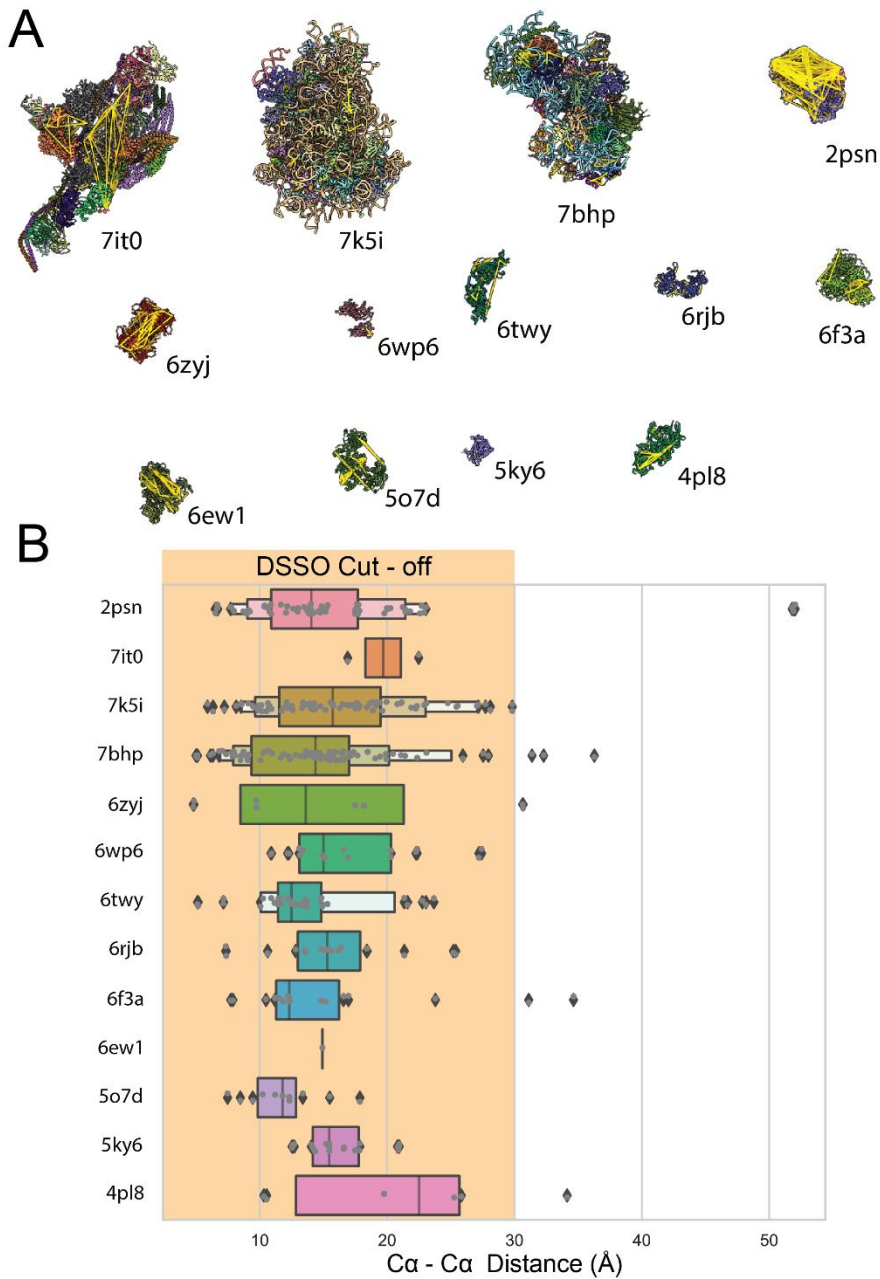 A
7it0
7k5i
7bhp
2psn
6zyj
6wp6
6twy
6rjb
6f3a
6ew1
5o7d
5ky6
4pl8
B
DSSO Cut - off
2psn
7it0
7k5i
7bhp
6zyj
6wp6
6twy
6rjb
6f3a
6ew1
5o7d
5ky6
4pl8
10 20 30 40 50
Cα - Cα Distance (Å)